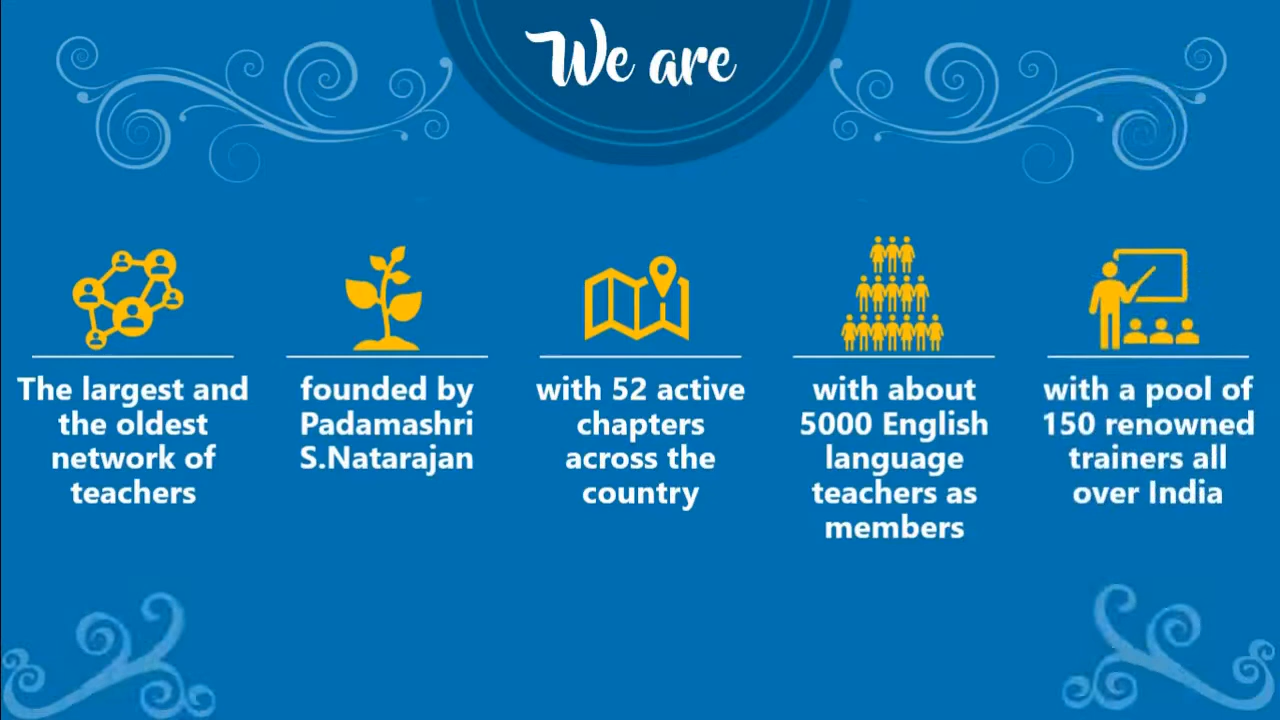 We are
The largest and
the oldest
network of
teachers
founded by
Padamashri
S.Natarajan
with 52 active
chapters
across the
country
with about
5000 English
language
teachers as
members
with a pool of
150 renowned
trainers all
over India